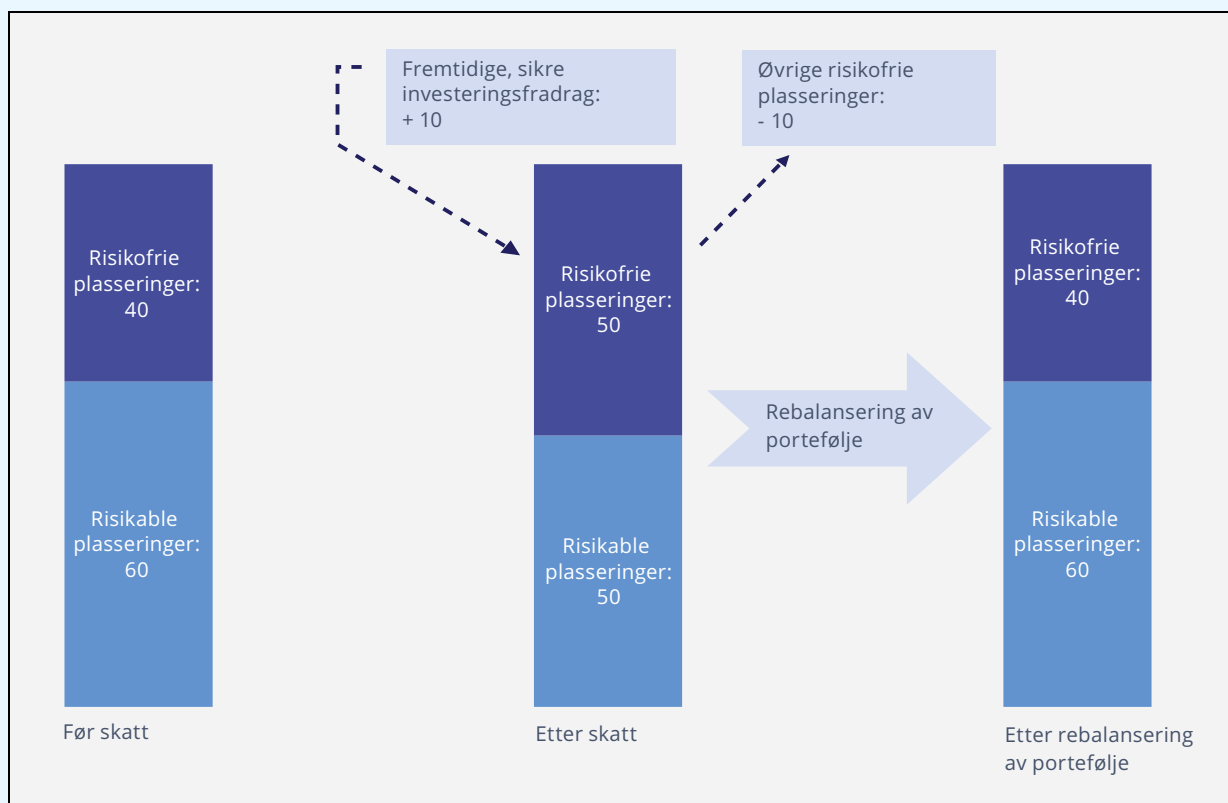 Fremtidige, sikre
investeringsfradrag:
+ 10
Øvrige risikofrie
plasseringer:
- 10
Risikofrie
plasseringer:
40
Risikable
plasseringer:
60
Før skatt
Risikofrie
plasseringer:
50
Risikable
plasseringer:
50
Etter skatt
Rebalansering av
portefølje
Risikofrie
plasseringer:
40
Risikable
plasseringer:
60
Etter rebalansering
av portefølje